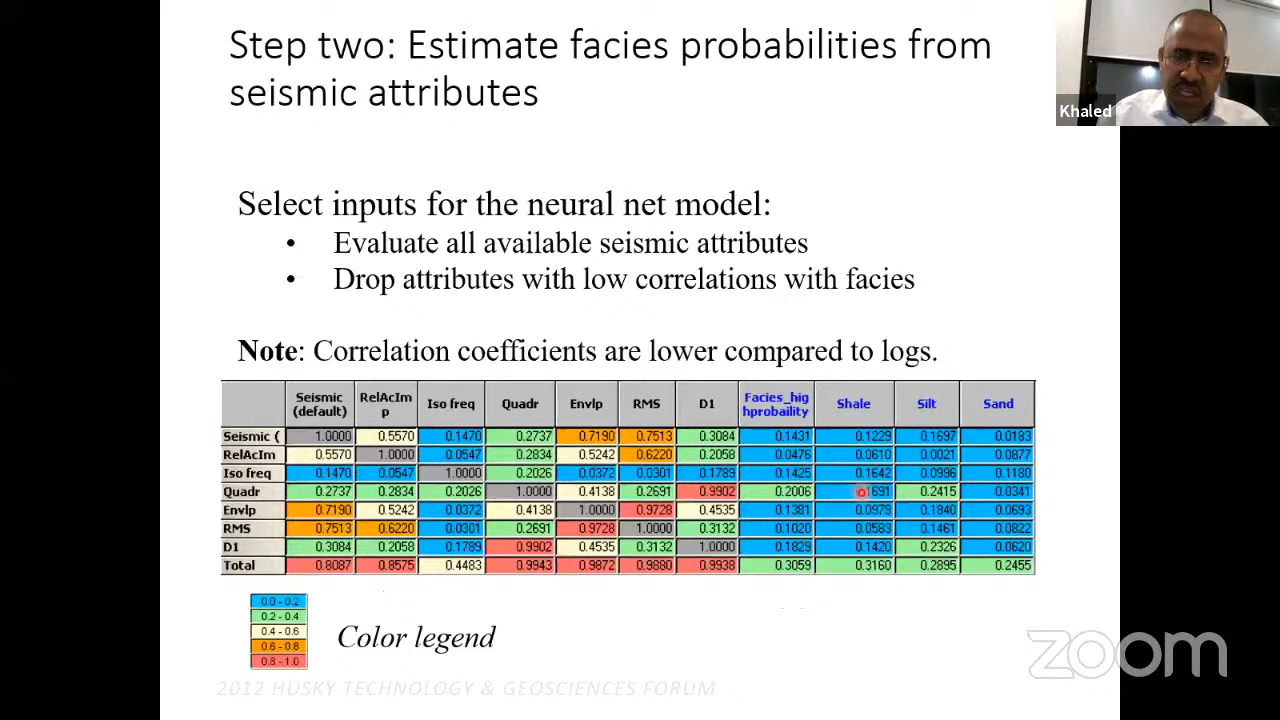 Step two: Estimate facies probabilities from
seismic attributes
Khaled
Select inputs for the neural net model:
• Evaluate all available seismic attributes
• Drop attributes with low correlations with facies
Note: Correlation coefficients are lower compared to logs.
Seismic (default) RelAcIm p Iso freq Quadr Envlp RMS D1 Facies_hig hprobaility Shale Silt Sand
Seismic ( 1.0000 0.5570 0.1470 0.2737 0.7190 0.7513 0.3084 0.1431 0.1229 0.1697 0.0183
RelAcIm 0.5570 1.0000 0.0547 0.2834 0.5242 0.6220 0.2058 0.0476 0.0610 0.0021 0.0877
Iso freq 0.1470 0.0547 1.0000 0.2026 0.0372 0.0301 0.1789 0.1425 0.1642 0.0996 0.1180
Quadr 0.2737 0.2834 0.2026 1.0000 0.4138 0.2691 0.9902 0.2006 0.1691 0.2415 0.0341
Envlp 0.7190 0.5242 0.0372 0.4138 1.0000 0.9728 0.4535 0.1381 0.0979 0.1840 0.0693
RMS 0.7513 0.6220 0.0301 0.2691 0.9728 1.0000 0.3132 0.1020 0.0583 0.1461 0.0822
D1 0.3084 0.2058 0.1789 0.9902 0.4535 0.3132 1.0000 0.1829 0.1420 0.2326 0.0620
Total 0.8087 0.8575 0.4483 0.9943 0.9872 0.9880 0.9938 0.3059 0.3160 0.2895 0.2455
0.0 - 0.2
0.2 - 0.4
0.4 - 0.6
0.6 - 0.8
0.8 - 1.0
Color legend
zoom
2012 HUSKY TECHNOLOGY & GEOSCIENCES FORUM